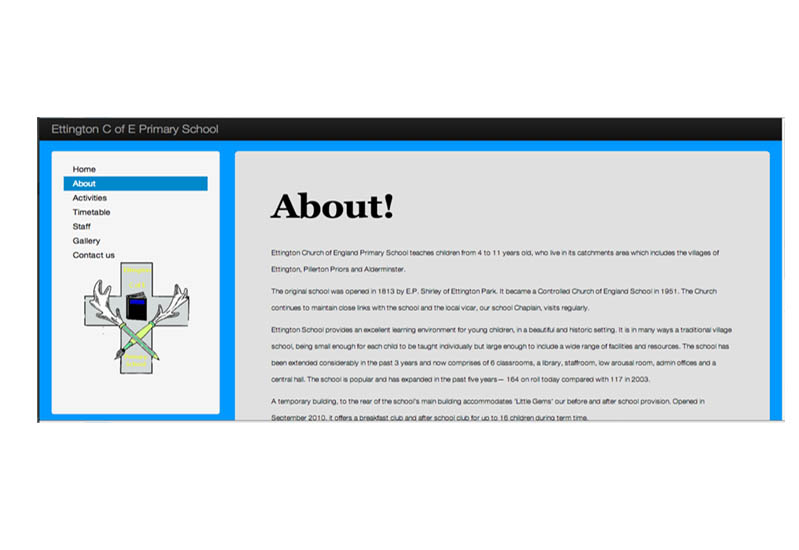 Ettington C of E Primary School
Home
About
Activities
Timetable
Staff
Gallery
Contact us
About!
Ettington Church of England Primary School teaches children from 4 to 11 years old, who live in its catchments area which includes the villages of
Ettington, Pillerton Priors and Alderminster.
The original school was opened in 1813 by E.P. Shirley of Ettington Park. It became a Controlled Church of England School in 1951. The Church
continues to maintain close links with the school and the local vicar, our school Chaplain, visits regularly.
Ettington School provides an excellent learning environment for young children, in a beautiful and historic setting. It is in many ways a traditional village
school, being small enough for each child to be taught individually but large enough to include a wide range of facilities and resources. The school has
been extended considerably in the past 3 years and now comprises of 6 classrooms, a library, staffroom, low arousal room, admin offices and a
central hall. The school is popular and has expanded in the past five years— 164 on roll today compared with 117 in 2003.
A temporary building, to the rear of the school's main building accommodates 'Little Gems' our before and after school provision. Opened in
September 2010, it offers a breakfast club and after school club for up to 16 children during term time.